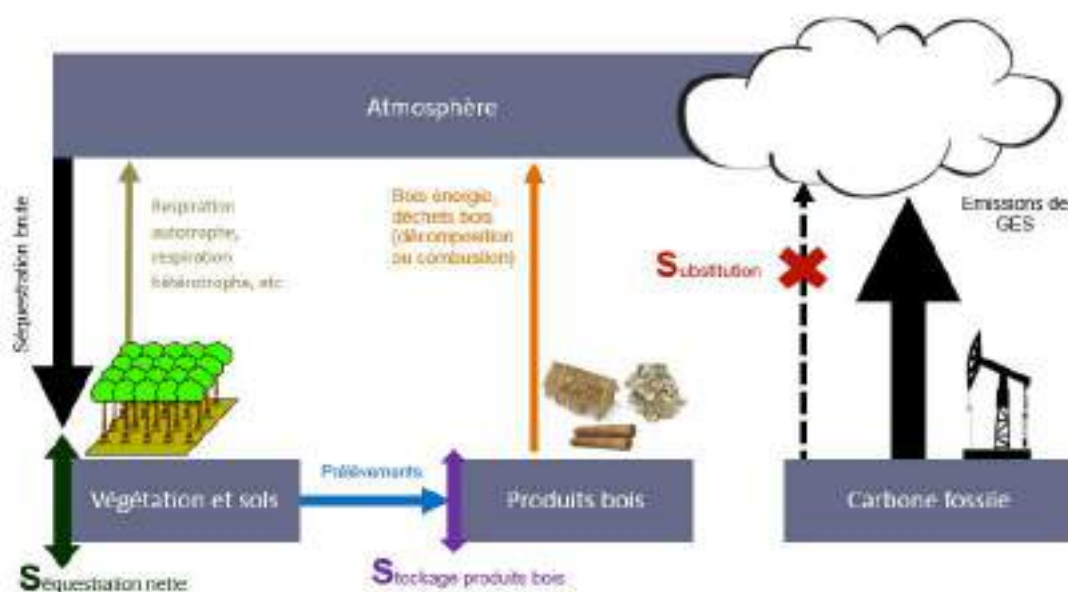 Atmosphère
Séquestration brute
Respiration
autotrophe,
respiration
hétérotrophe, etc
Bois énergie,
déchets bois
(décomposition
ou combustion)
Substitution
Emissions de
GES
Prélèvements
Végétation et sols
Produits bois
Carbone fossile
Séquestration nette
Stockage produits bois